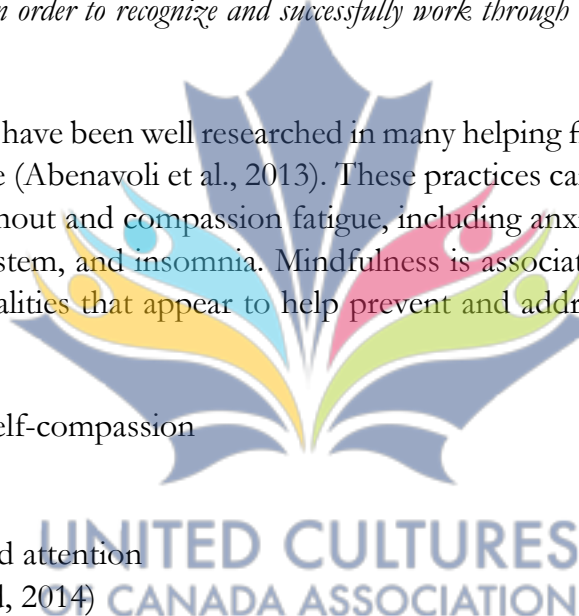 n order to recognize and successfully work through
have been well researched in many helping f
e (Abenavoli et al., 2013). These practices ca
nout and compassion fatigue, including anxi
stem, and insomnia. Mindfulness is associat
alities that appear to help prevent and addr
elf-compassion
d attention
l, 2014)
UNITED CULTURES
OF CANADA ASSOCIATION